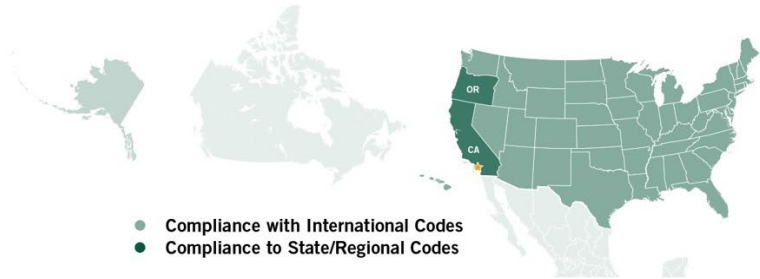 OR
CA
Compliance with International Codes
Compliance to State/Regional Codes